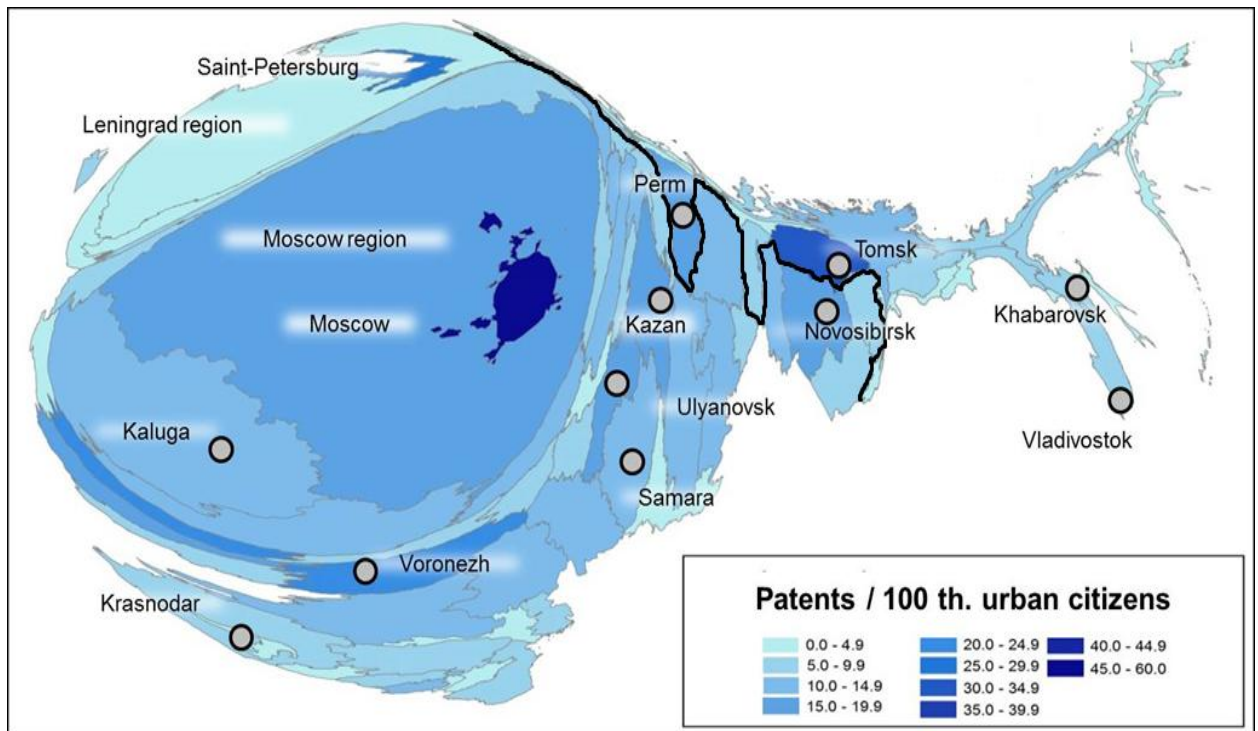 Saint-Petersburg
Leningrad region
Perm
Moscow region
Tomsk
Moscow
Kazan
Novosibirsk
Khabarovsk
Kaluga
Ulyanovsk
Vladivostok
Samara
Voronezh
Krasnodar
Patents / 100 th. urban citizens
0.0 - 4.9
5.0 - 9.9
10.0 - 14.9
15.0 - 19.9
20.0 - 24.9
25.0 - 29.9
30.0 - 34.9
35.0 - 39.9
40.0 - 44.9
45.0 - 60.0